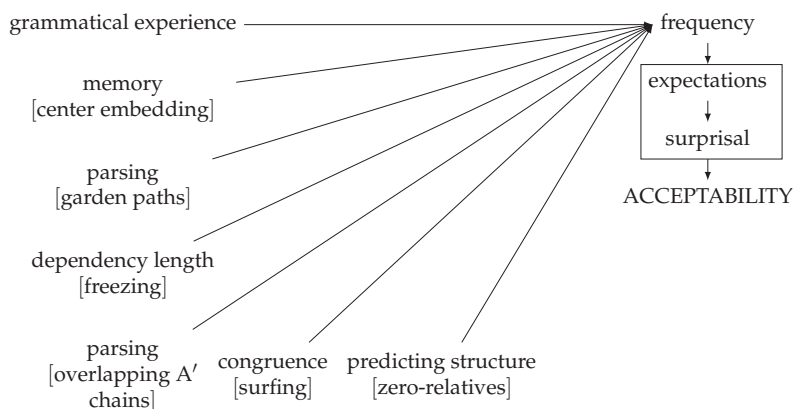 grammatical experience
frequency
expectations
surprisal
ACCEPTABILITY
memory
[center embedding]
parsing
[garden paths]
dependency length
[freezing]
parsing
[overlapping A′
chains]
congruence
[surfing]
predicting structure
[zero-relatives]